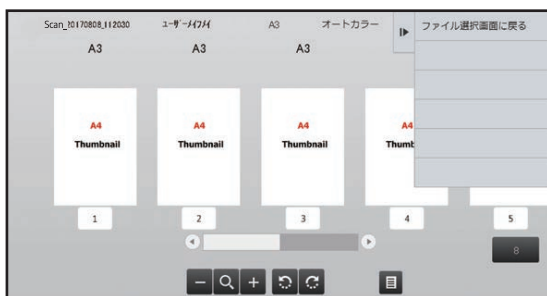 Scan_20170808_112030 ユーザーメイフメイ A3 オートカラー ファイル選択画面に戻る
A3 A3 A3
A4 A4 A4 A4
Thumbnail Thumbnail Thumbnail Thumb
1 2 3 4 5
8